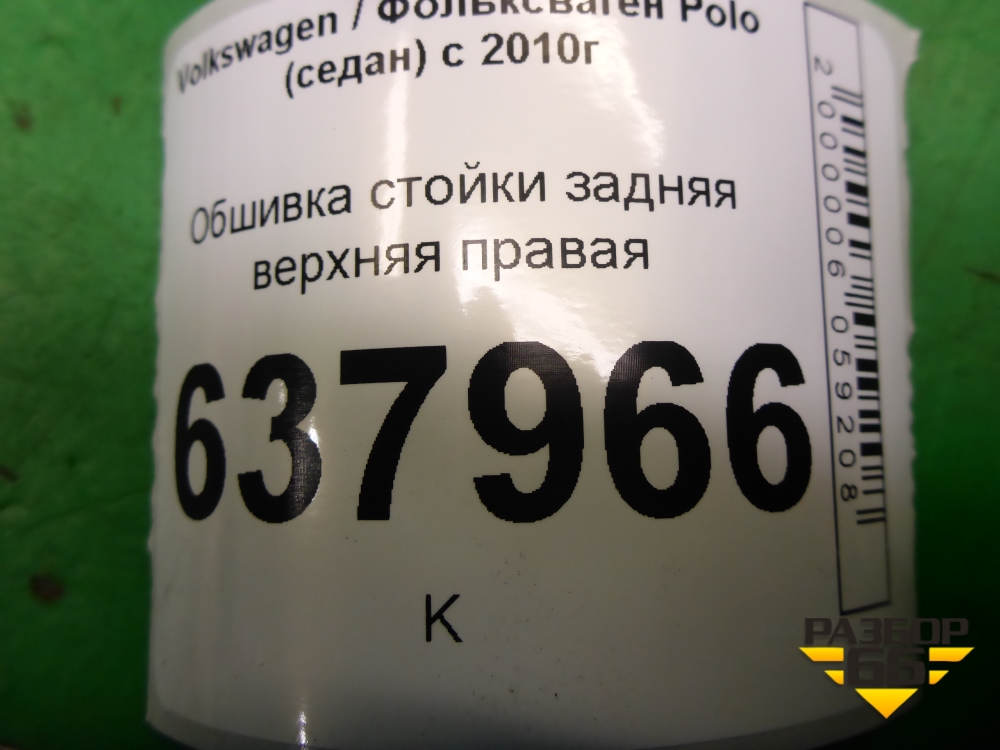 Volkswagen / Фольксваген Polo
(седан) с 2010г
Обшивка стойки задняя
верхняя правая
637966
К
2000006059208
РАЗБОР
66